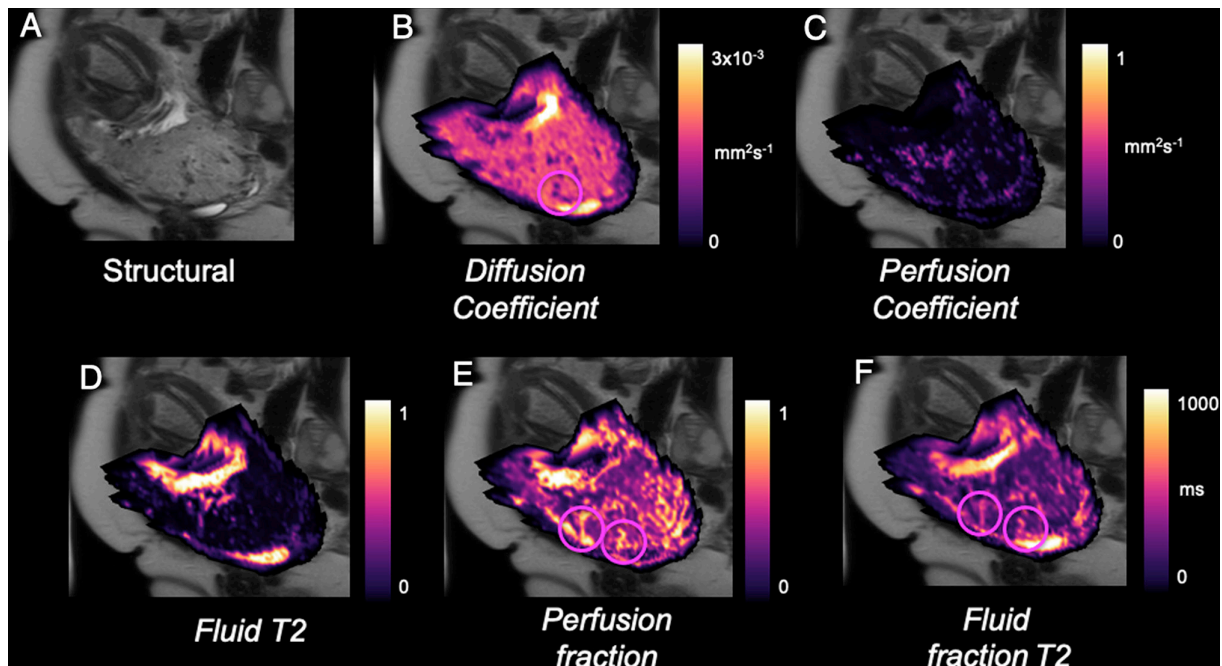 A
B
C
3x10⁻³
mm²s⁻¹
0
1
mm²s⁻¹
0
Structural
Diffusion
Coefficient
Perfusion
Coefficient
D
E
F
1
0
1
0
1000
ms
0
Fluid T2
Perfusion
fraction
Fluid
fraction T2